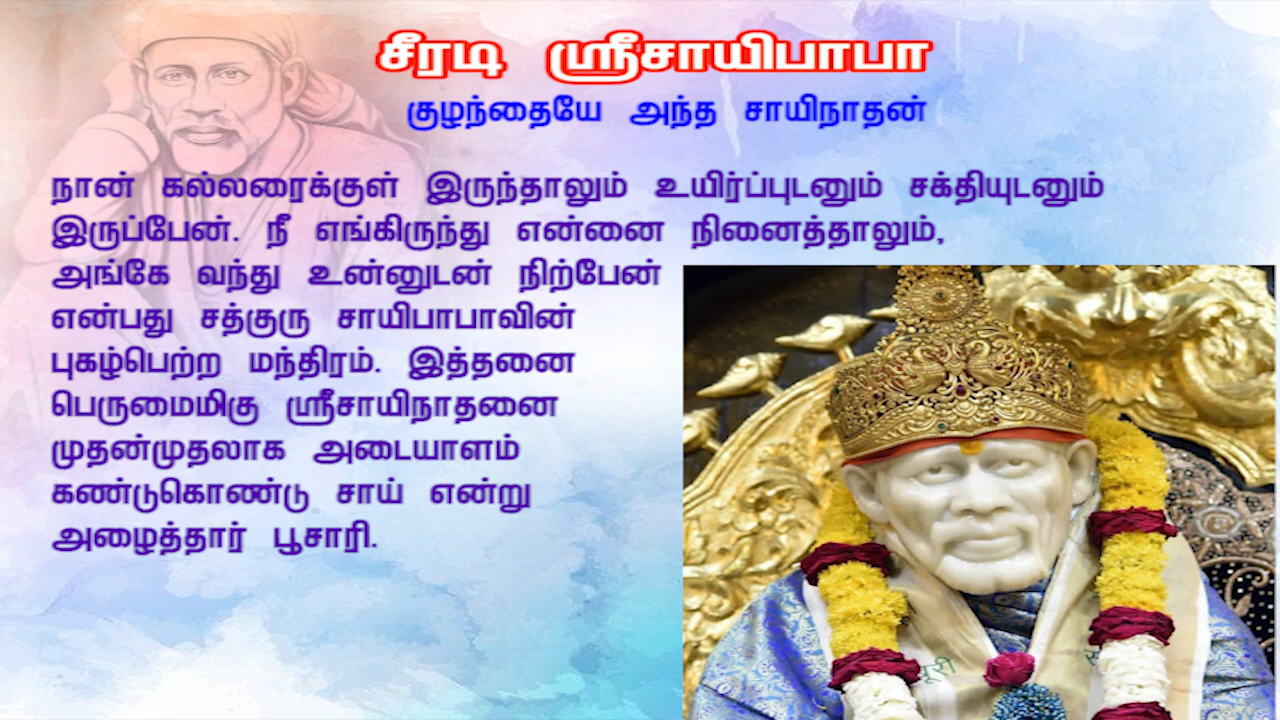 சீரடி ஸ்ரீசாயிபாபா
குழந்தையே அந்த சாயிநாதன்
நான் கல்லரைக்குள் இருந்தாலும் உயிர்ப்புடனும் சக்தியுடனும்
இருப்பேன். நீ எங்கிருந்து என்னை நினைத்தாலும்,
அங்கே வந்து உன்னுடன் நிற்பேன்
என்பது சத்குரு சாயிபாபாவின்
புகழ்பெற்ற மந்திரம். இத்தனை
பெருமைமிகு ஸ்ரீசாயிநாதனை
முதன்முதலாக அடையாளம்
கண்டுகொண்டு சாய் என்று
அழைத்தார் பூசாரி.